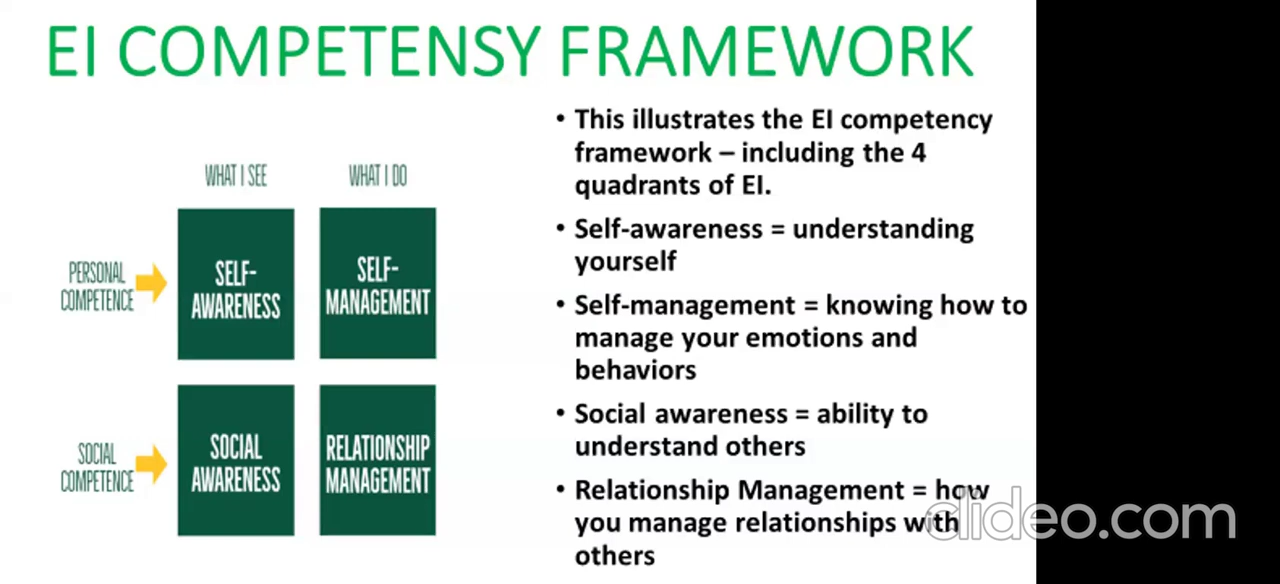 EI COMPETENSY FRAMEWORK
WHAT I SEE
WHAT I DO
PERSONAL
COMPETENCE
SELF-
AWARENESS
SELF-
MANAGEMENT
SOCIAL
COMPETENCE
SOCIAL
AWARENESS
RELATIONSHIP
MANAGEMENT
• This illustrates the EI competency
framework – including the 4
quadrants of EI.
• Self-awareness = understanding
yourself
• Self-management = knowing how to
manage your emotions and
behaviors
• Social awareness = ability to
understand others
• Relationship Management = how
you manage relationships with
others
clideo.com